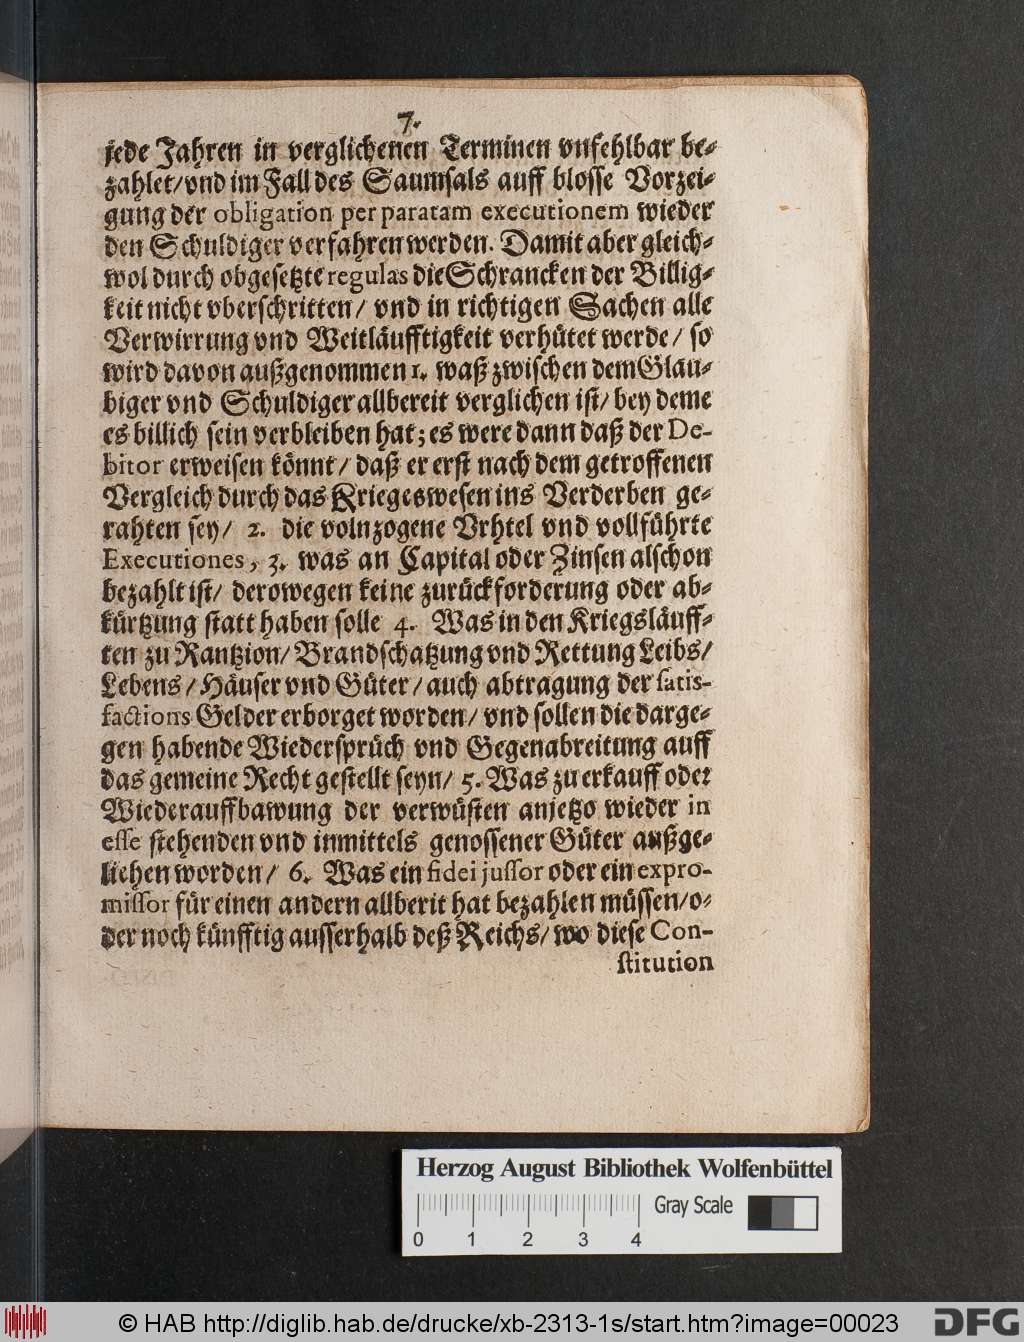 7.
jede Jahren in verglichenen Terminen vnfehlbar be-
zahlet/vnd im Fall des Saumsals auff blosse Vorzei-
gung der obligation per paratam executionem wieder
den Schuldiger verfahren werden. Damit aber gleich-
wol durch obgesetzte regulas die Schrancken der Billig-
keit nicht vberschritten/ vnd in richtigen Sachen alle
Verwirrung vnd Weitläufftigkeit verhütet werde/ so
wird davon außgenommen 1. waß zwischen dem Gläu-
biger vnd Schuldiger allbereit verglichen ist/ bey deme
es billich sein verbleiben hat; es were dann daß der De-
bitor erweisen könnt/ daß er erst nach dem getroffenen
Vergleich durch das Kriegeswesen ins Verderben ge-
rahten sey/ 2. die volnzogene Vrhtel vnd vollführte
Executiones, 3. was an Capital oder Zinsen alschon
bezahlt ist/ derowegen keine zurückforderung oder ab-
kürtzung statt haben solle 4. Was in den Kriegsläuff-
ten zu Rantzion/ Brandschatzung vnd Rettung Leibs/
Lebens/ Häuser vnd Güter/ auch abtragung der satis-
factions Gelder erborget worden/ vnd sollen die darge-
gen habende Wiedersprüch vnd Gegenabreitung auff
das gemeine Recht gestellt seyn/ 5. Was zu erkauff oder
Wiederauffbawung der verwüsten anjetzo wieder in
esse stehenden vnd inmittels genossener Güter außge-
liehen worden/ 6. Was ein fidei jussor oder ein expro-
missor für einen andern allberit hat bezahlen müssen/o-
der noch künfftig ausserhalb deß Reichs/ wo diese Con-
stitution
Herzog August Bibliothek Wolfenbüttel
Gray Scale
0 1 2 3 4
© HAB http://diglib.hab.de/drucke/xb-2313-1s/start.htm?image=00023
DFG